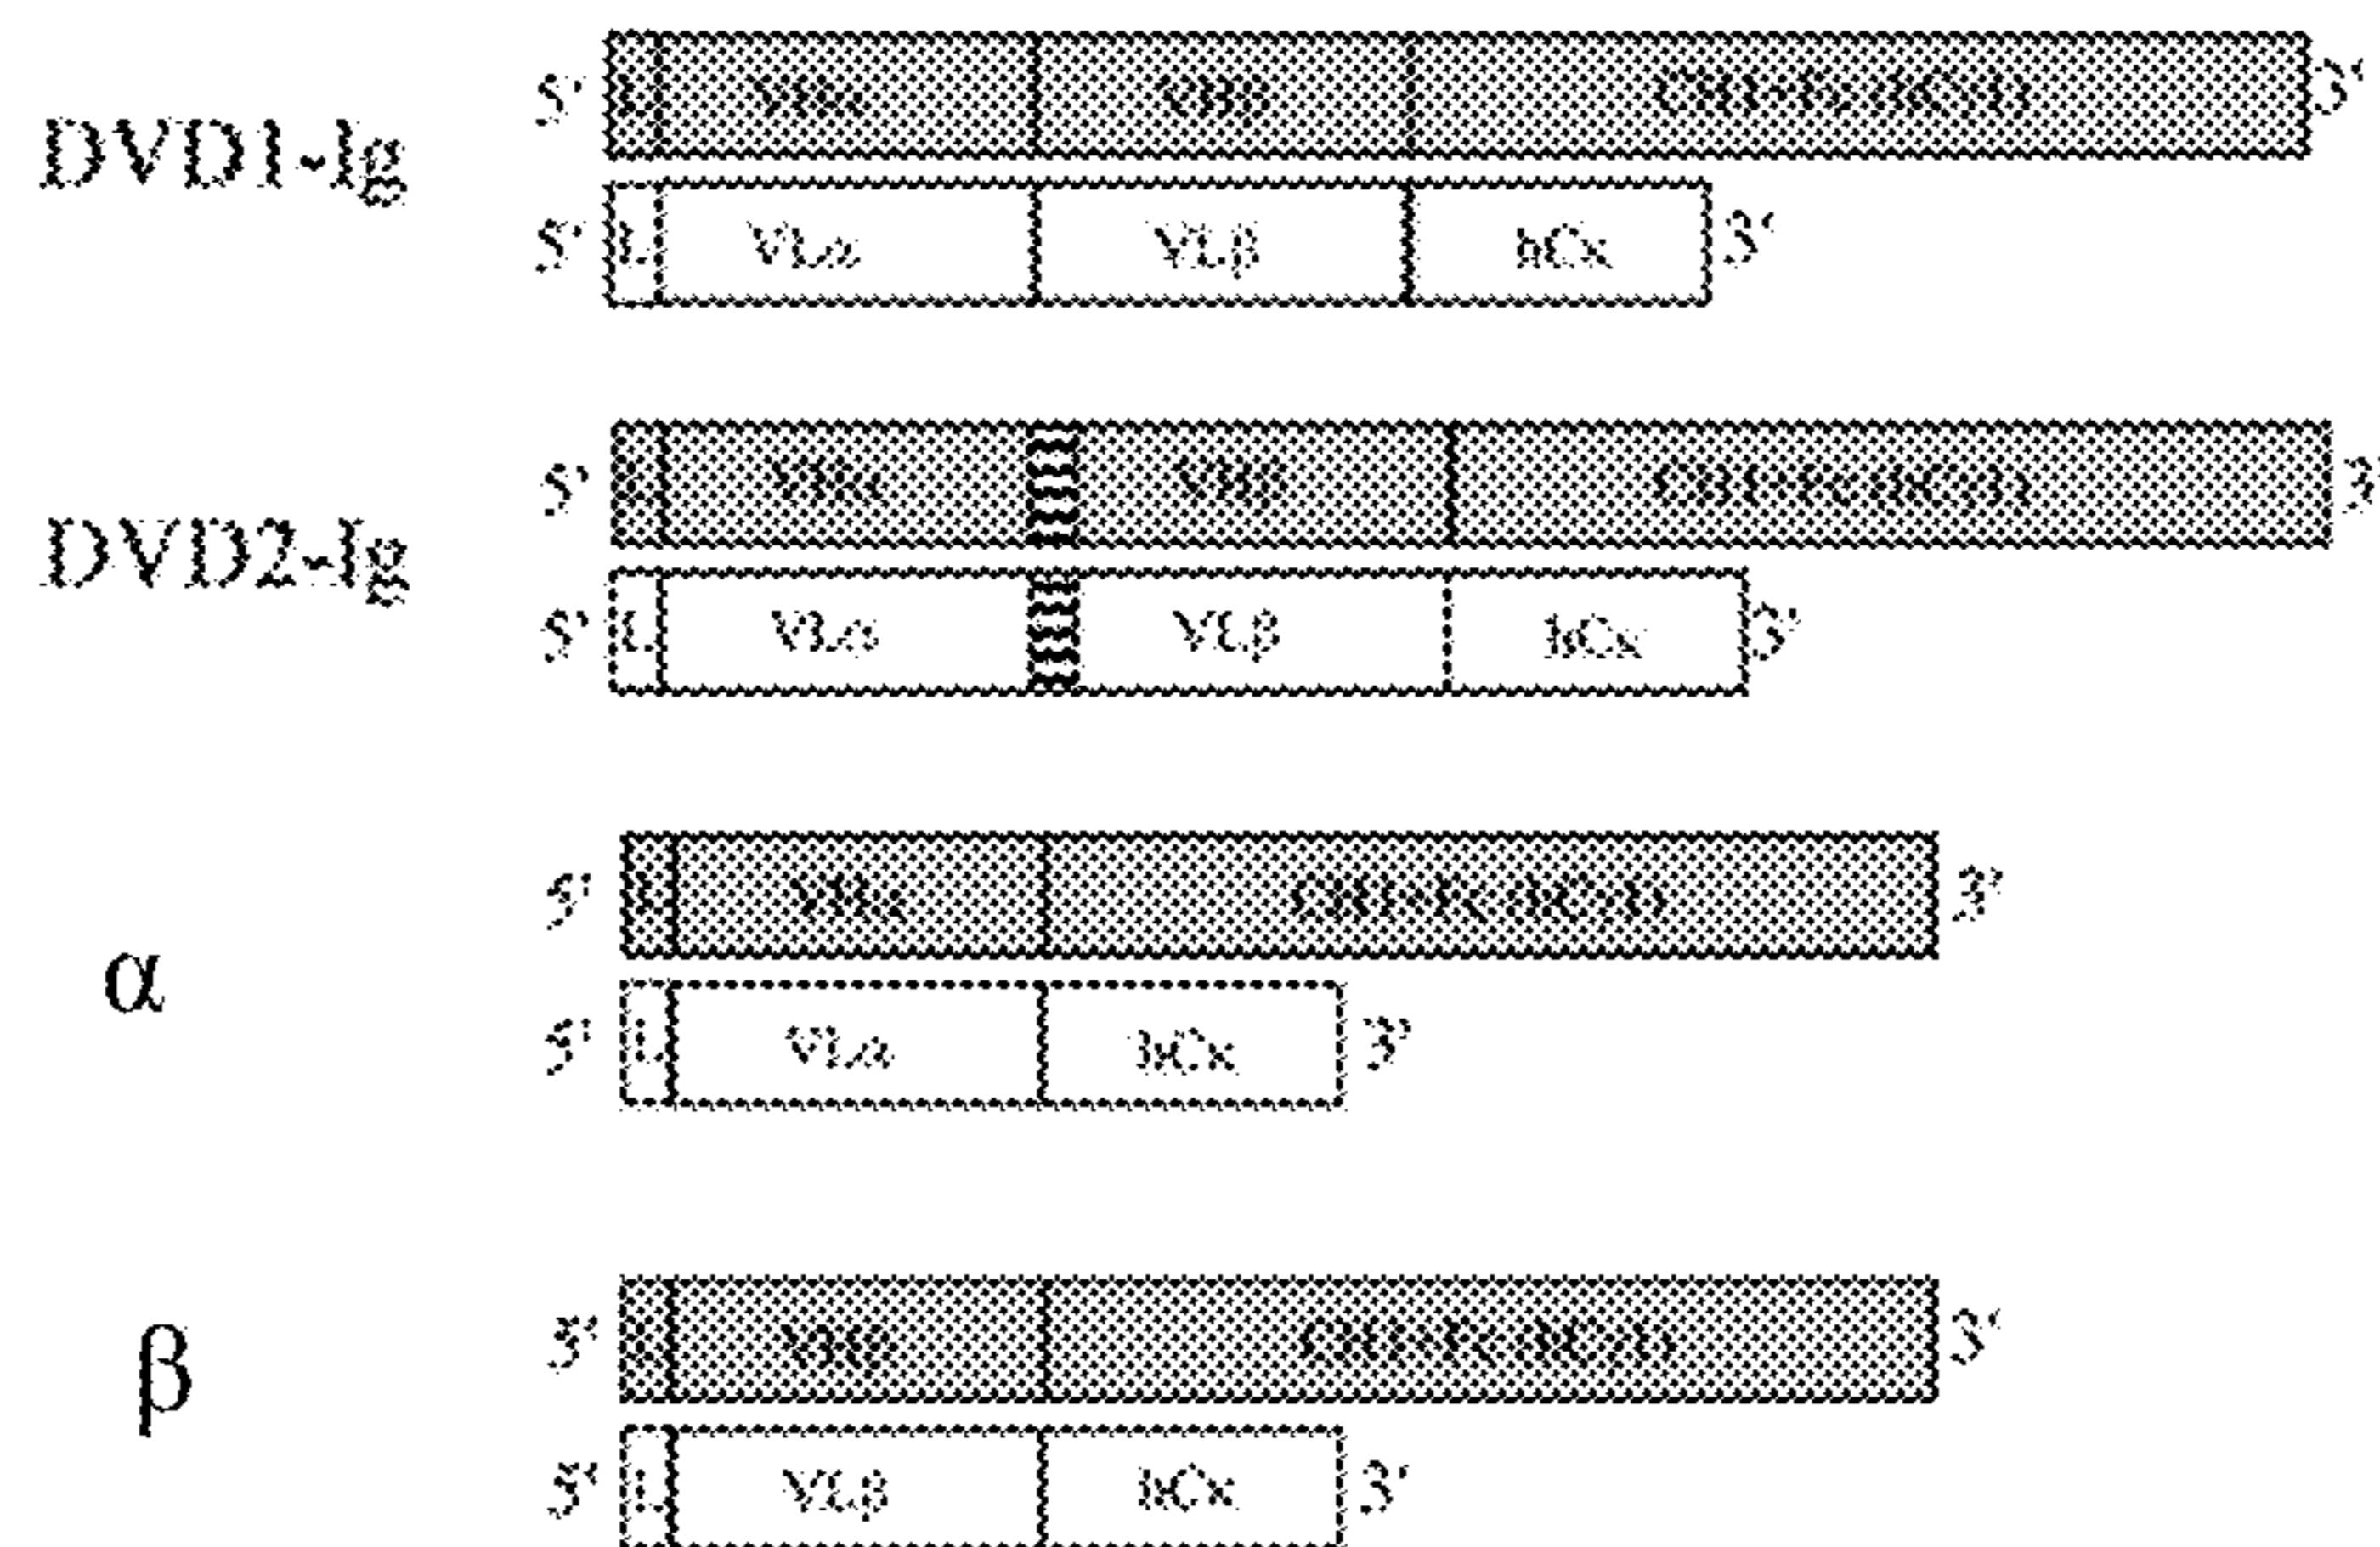 DVD1-Ig
5' L VHα VHβ CH1+Fc (hCγ1) 3'
5' L VLα VLβ hCκ 3'
DVD2-Ig
5' L VHα VHβ CH1+Fc (hCγ1) 3'
5' L VLα VLβ hCκ 3'
α
5' L VHα CH1+Fc (hCγ1) 3'
5' L VLα hCκ 3'
β
5' L VHβ CH1+Fc (hCγ1) 3'
5' L VLβ hCκ 3'